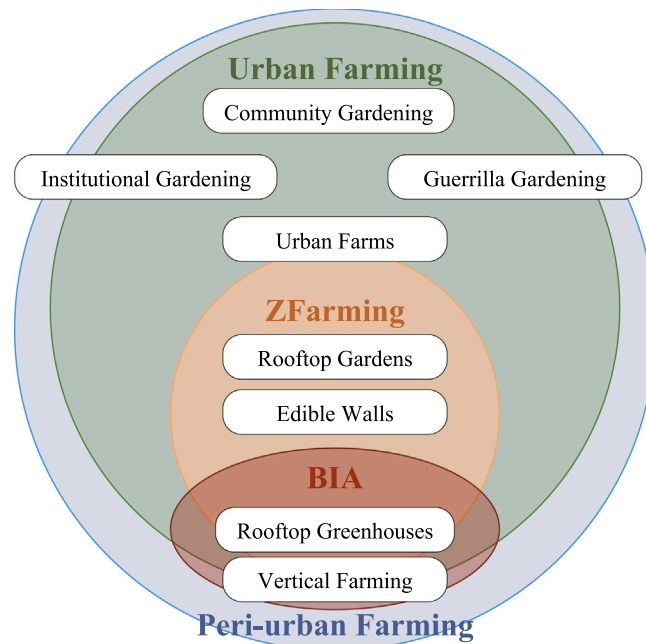 Urban Farming
Community Gardening
Institutional Gardening
Guerrilla Gardening
Urban Farms
ZFarming
Rooftop Gardens
Edible Walls
BIA
Rooftop Greenhouses
Vertical Farming
Peri-urban Farming